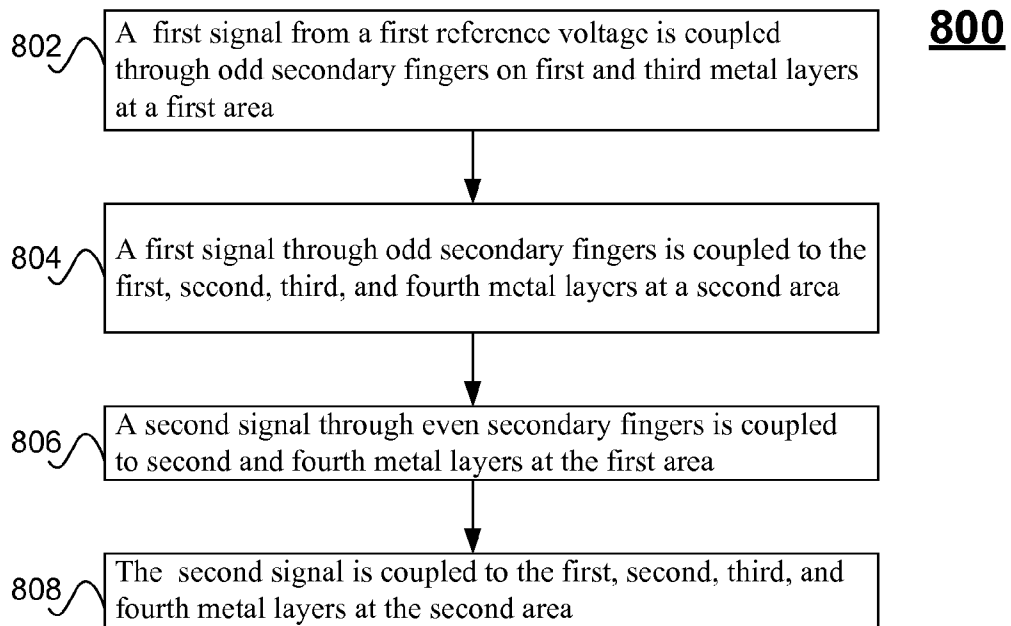 800
802
A first signal from a first reference voltage is coupled
through odd secondary fingers on first and third metal layers
at a first area
804
A first signal through odd secondary fingers is coupled to the
first, second, third, and fourth metal layers at a second area
806
A second signal through even secondary fingers is coupled
to second and fourth metal layers at the first area
808
The second signal is coupled to the first, second, third, and
fourth metal layers at the second area